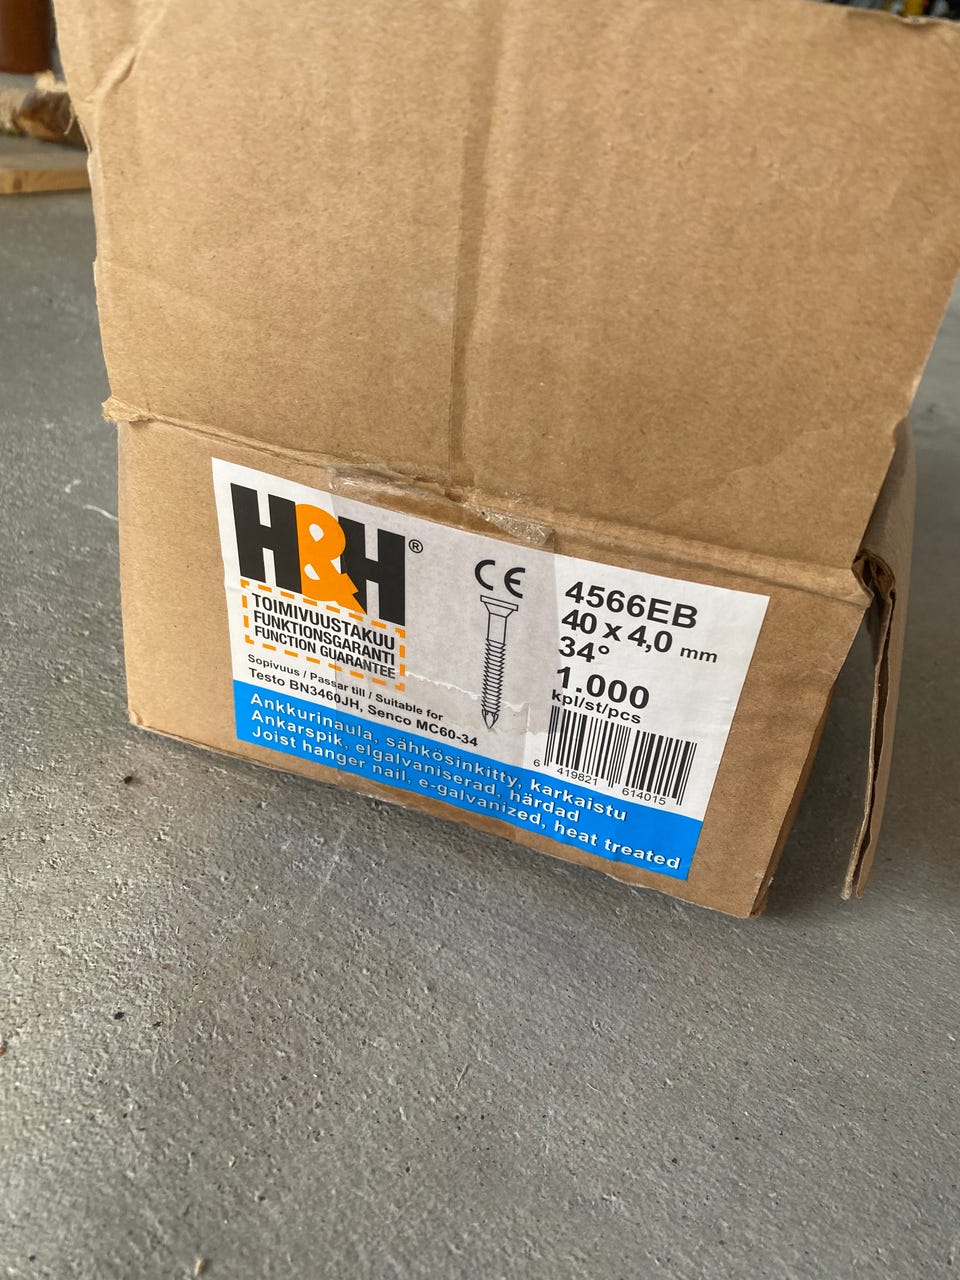 H&H®
TOIMIVUUSTAKUU
FUNKTIONSGARANTI
FUNCTION GUARANTEE
Sopivuus / Passar till / Suitable for
Testo BN3460JH, Senco MC60-34
CE
4566EB
40 x 4,0 mm
34°
1.000
kpl/st/pcs
6 419821 614015
Ankkurinaula, sähkösinkitty, karkaistu
Ankarspik, elgalvaniserad, härdad
Joist hanger nail, e-galvanized, heat treated